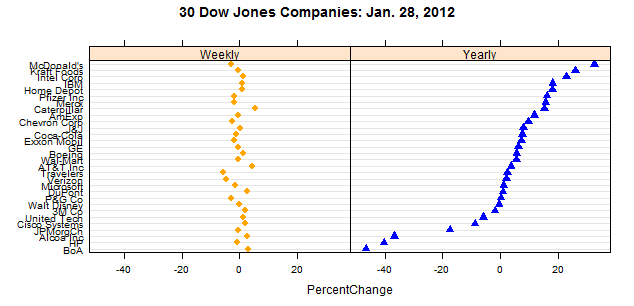 30 Dow Jones Companies: Jan. 28, 2012
Weekly
Yearly
McDonald's
Kraft Foods
Intel Corp
IBM
Home Depot
Pfizer Inc
Merck
Caterpillar
AmExp
Chevron Corp
J&J
Coca-Cola
Exxon Mobil
GE
Boeing
Wal-Mart
AT&T Inc
Travelers
Verizon
Microsoft
DuPont
P&G Co
Walt Disney
3M Co
United Tech
Cisco Systems
JPMorgCh
Alcoa Inc
HP
BoA
-40 -20 0 20 -40 -20 0 20
PercentChange